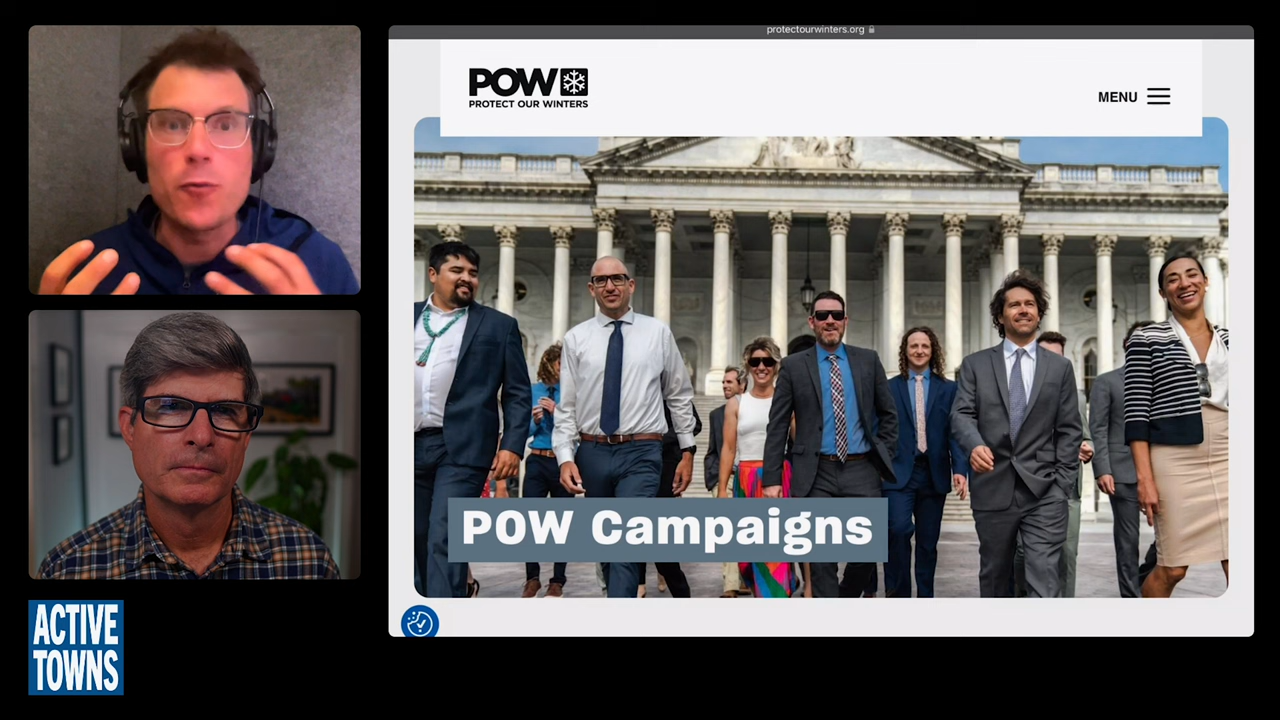 protectourwinters.org
POW
PROTECT OUR WINTERS
MENU
POW Campaigns
ACTIVE
TOWNS